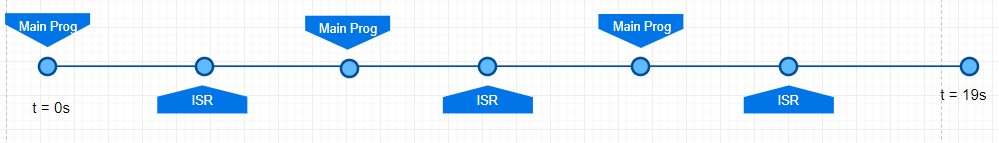 Main Prog
Main Prog
Main Prog
ISR
ISR
ISR
t = 0s
t = 19s